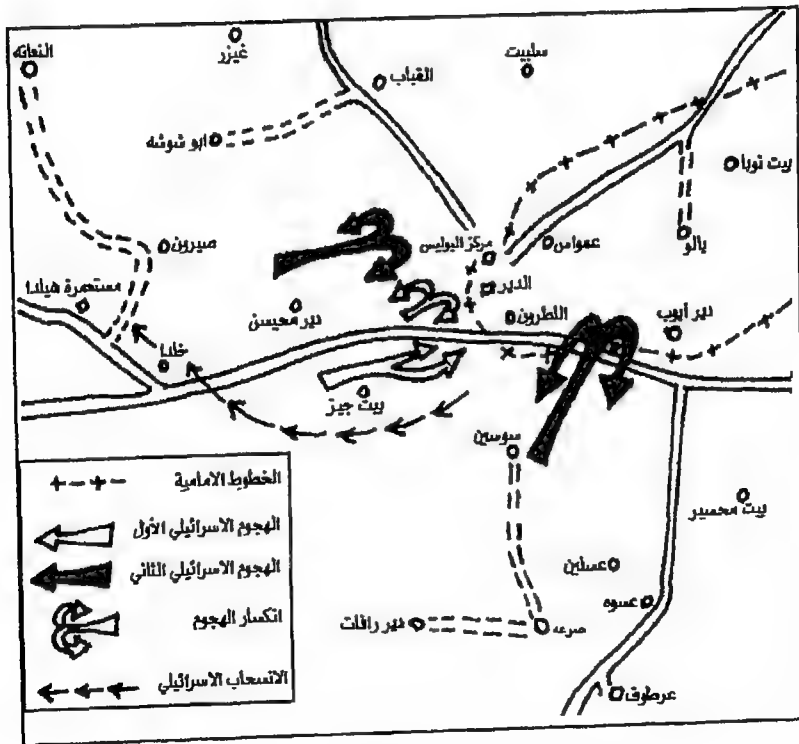 النعانه
غيزر
سلبيت
القباب
ابو شوشه
بيت نوبا
يالو
عمواس
مركز البوليس
الدير
صيرون
مستعمرة هيلدا
دير محيسن
اللطرون
دير أيوب
خلدا
بيت جيز
سوسين
بيت محسير
عسلين
عسوه
صرعه
دير رافات
عرطوف
الخطوط الامامية
الهجوم الاسرائيلي الأول
الهجوم الاسرائيلي الثاني
انكسار الهجوم
الانسحاب الاسرائيلي